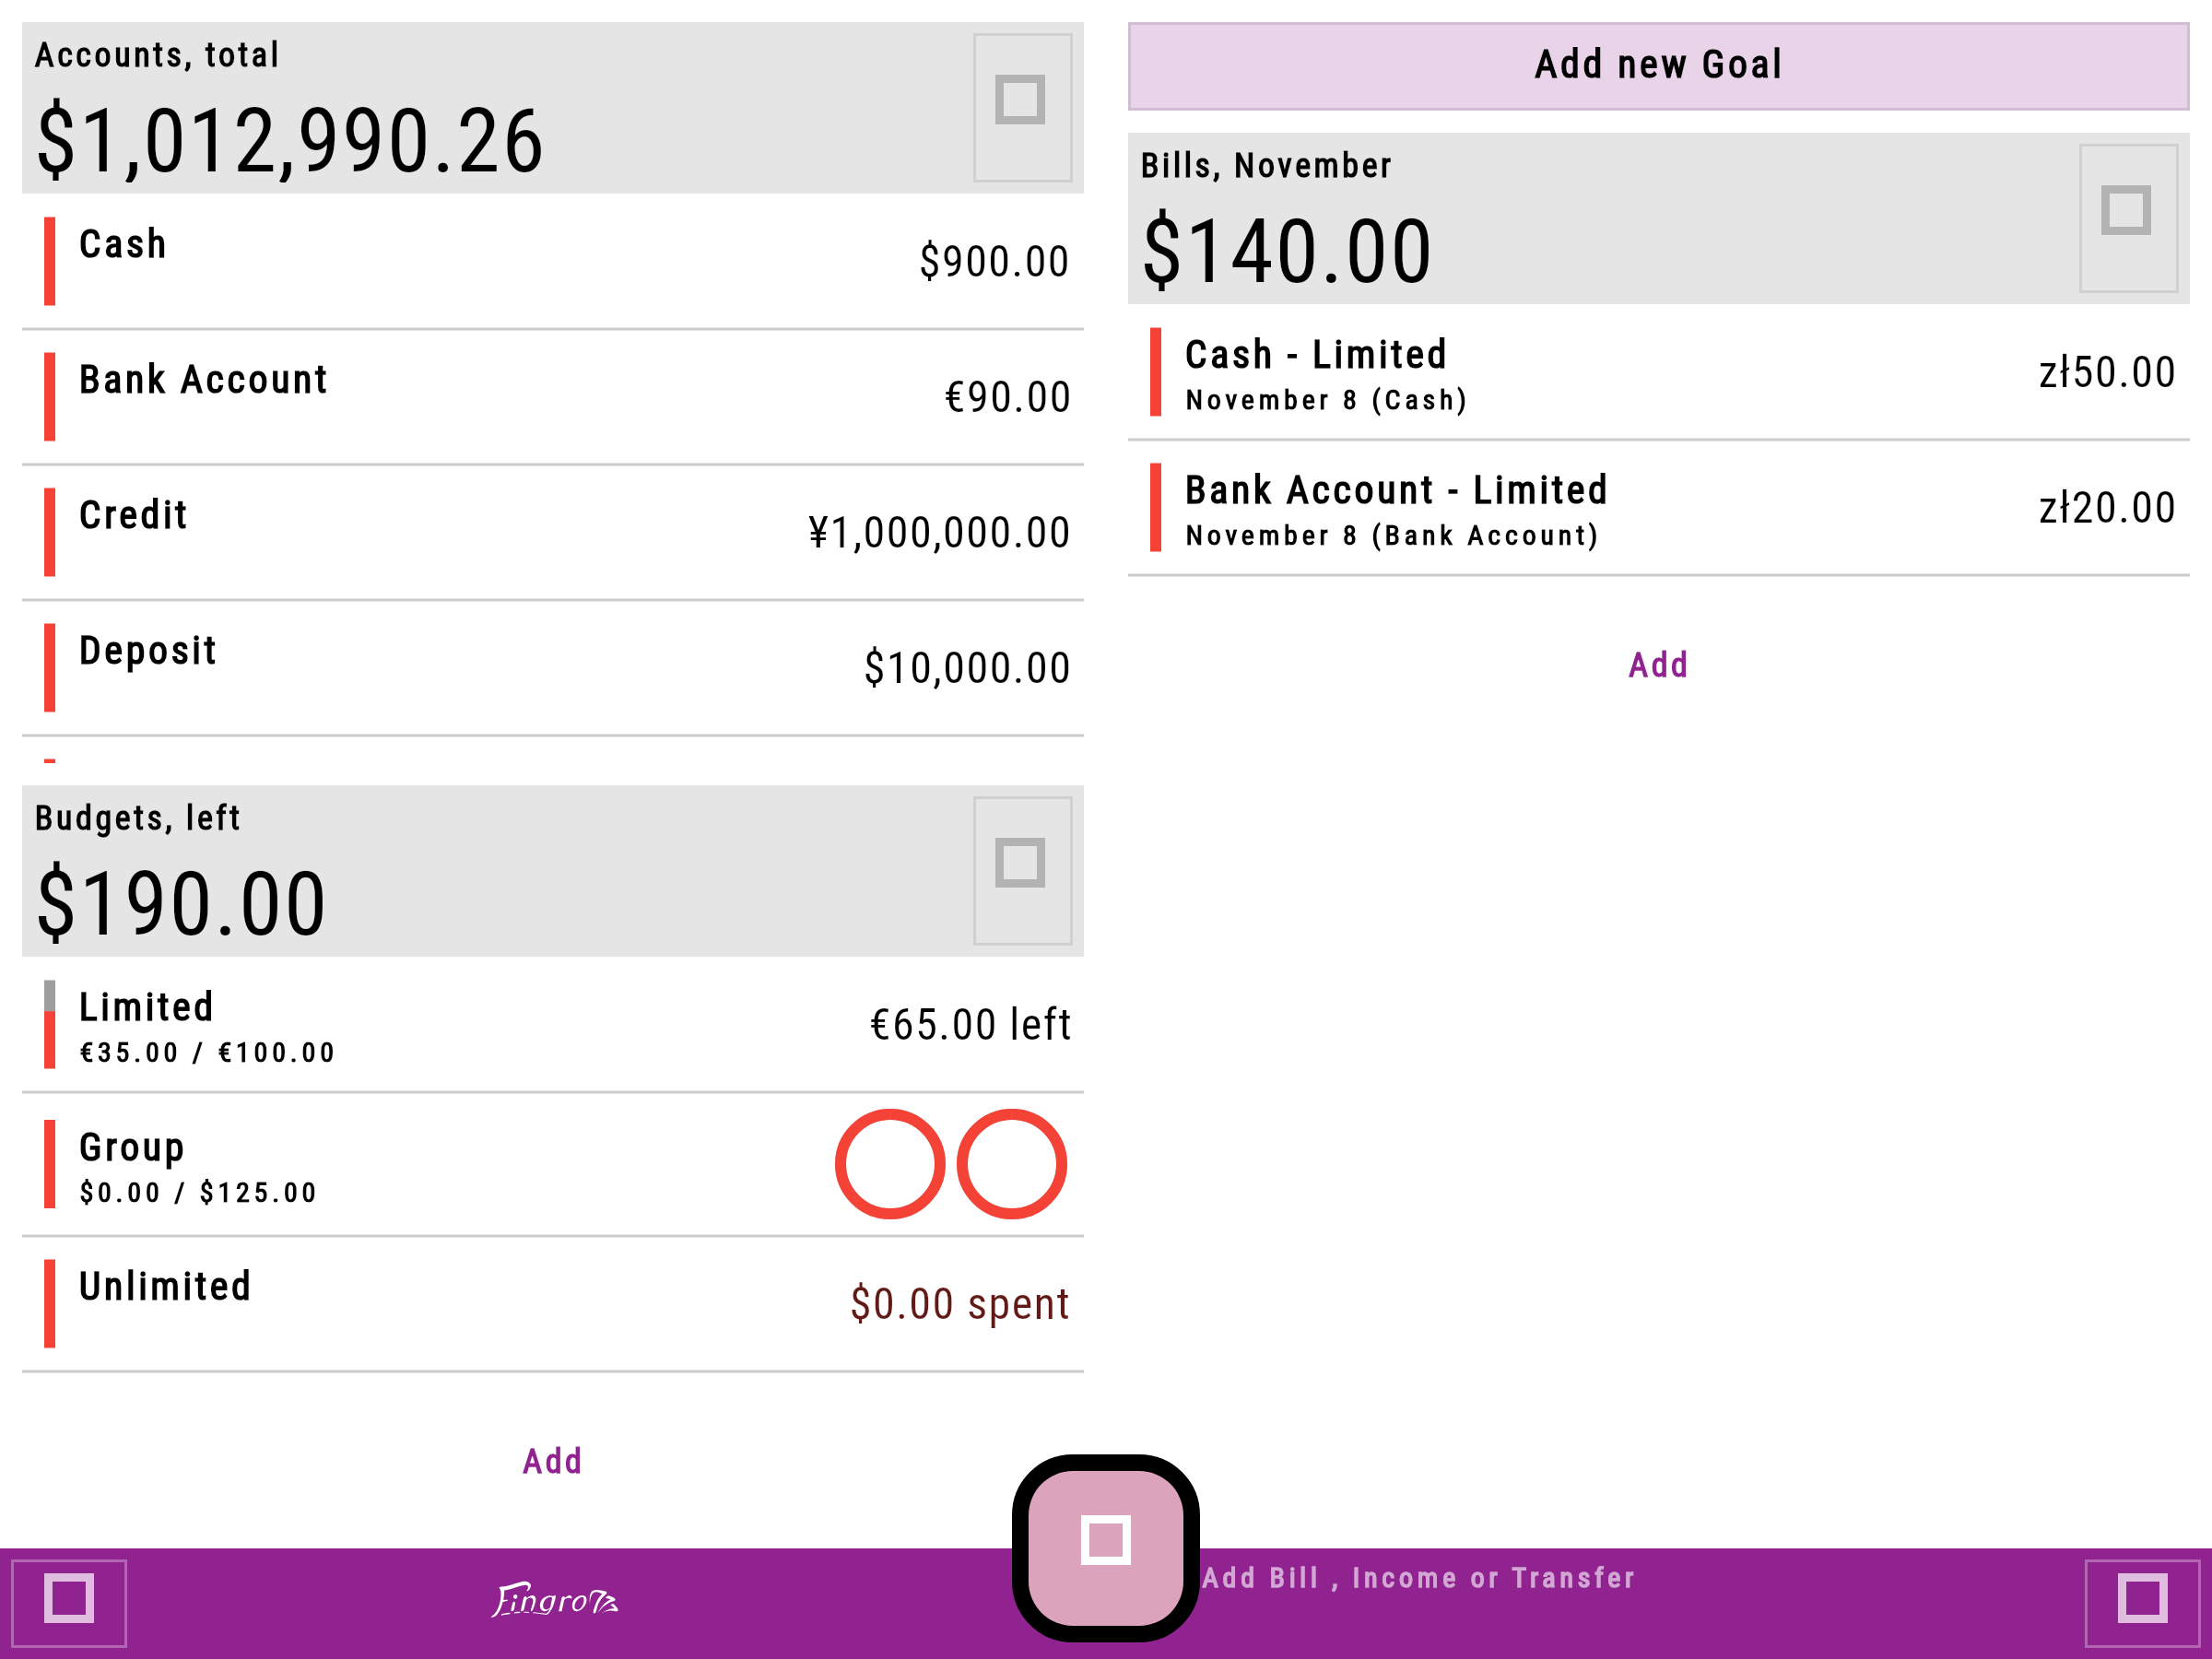 Accounts, total
$1,012,990.26
Cash
$900.00
Bank Account
€90.00
Credit
¥1,000,000.00
Deposit
$10,000.00
Budgets, left
$190.00
Limited
€35.00 / €100.00
€65.00 left
Group
$0.00 / $125.00
Unlimited
$0.00 spent
Add
Add new Goal
Bills, November
$140.00
Cash - Limited
November 8 (Cash)
zł50.00
Bank Account - Limited
November 8 (Bank Account)
zł20.00
Add
Add Bill , Income or Transfer